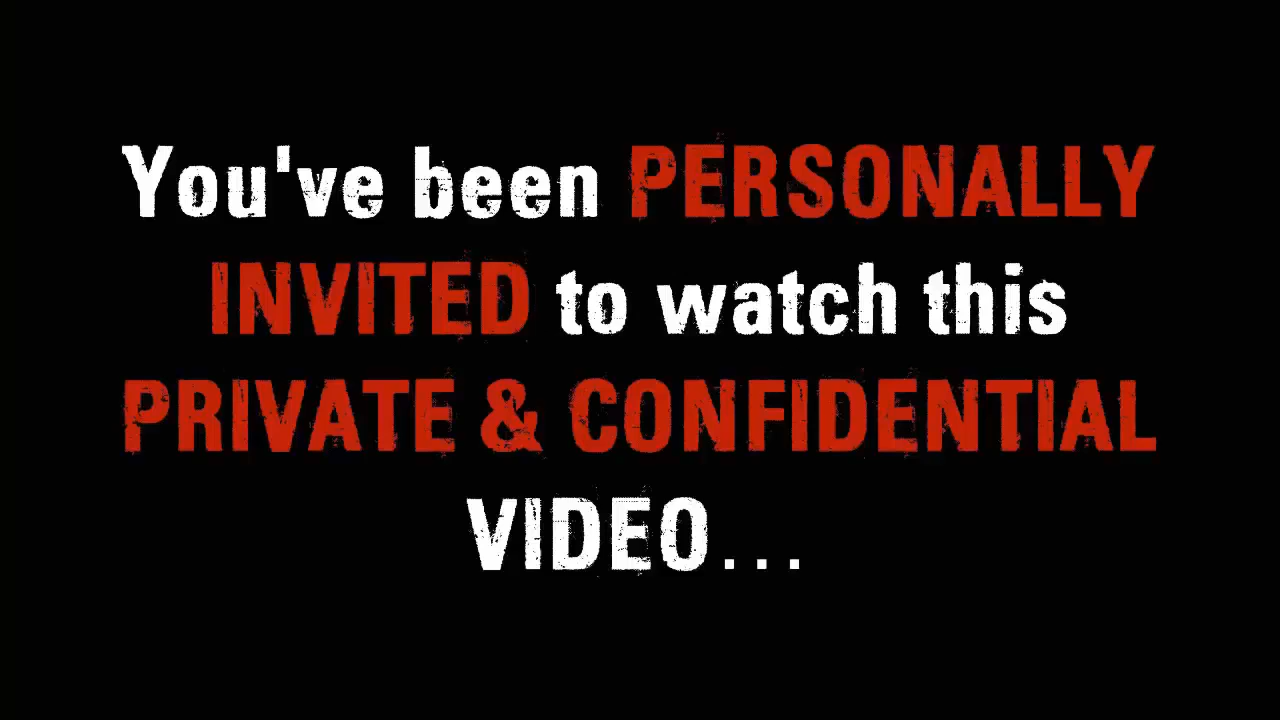 You've been PERSONALLY
INVITED to watch this
PRIVATE & CONFIDENTIAL
VIDEO...